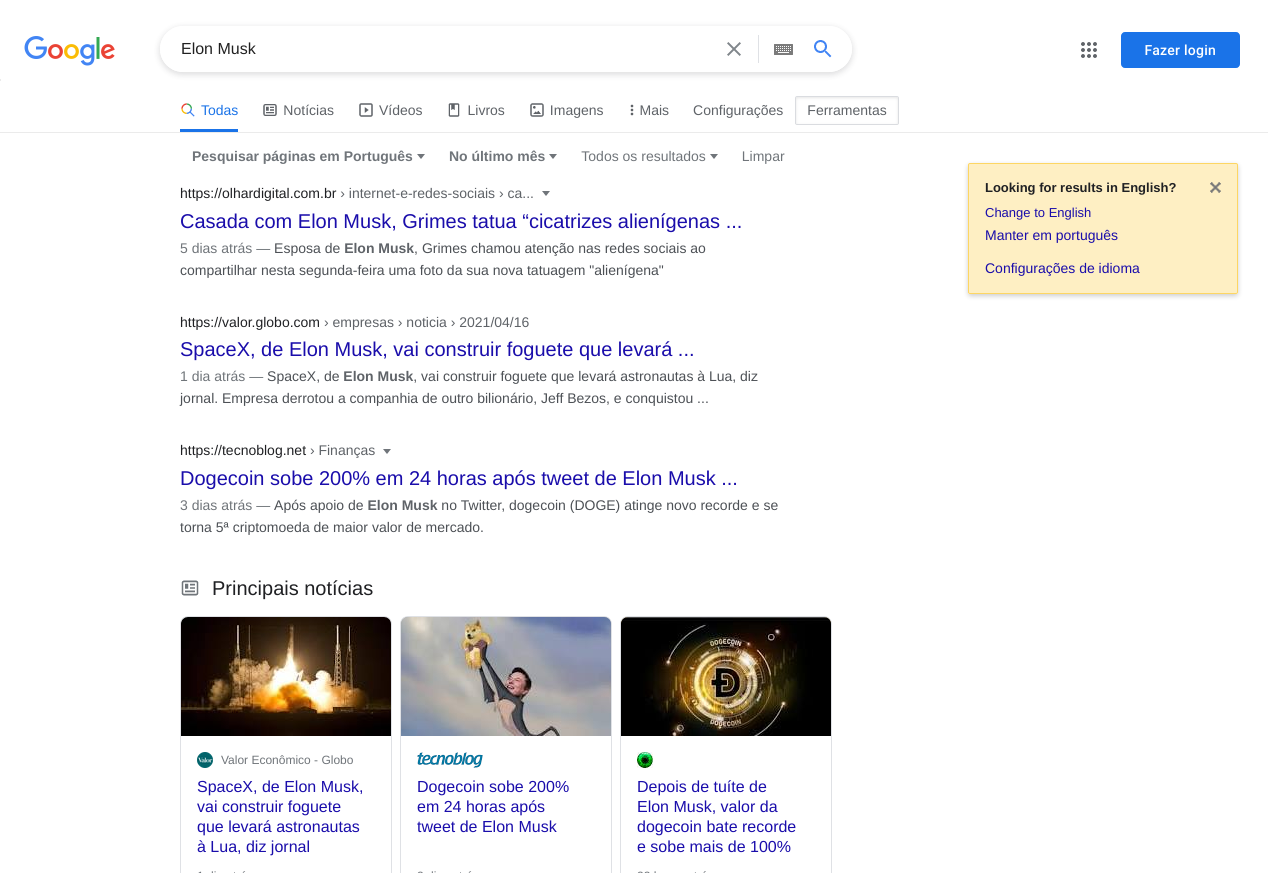 Google
Elon Musk
Fazer login
Todas Notícias Vídeos Livros Imagens Mais Configurações Ferramentas
Pesquisar páginas em Português No último mês Todos os resultados Limpar
https://olhardigital.com.br › internet-e-redes-sociais › ca...
Casada com Elon Musk, Grimes tatua “cicatrizes alienígenas ...
5 dias atrás — Esposa de Elon Musk, Grimes chamou atenção nas redes sociais ao
compartilhar nesta segunda-feira uma foto da sua nova tatuagem "alienígena"
Looking for results in English?
Change to English
Manter em português
Configurações de idioma
https://valor.globo.com › empresas › noticia › 2021/04/16
SpaceX, de Elon Musk, vai construir foguete que levará ...
1 dia atrás — SpaceX, de Elon Musk, vai construir foguete que levará astronautas à Lua, diz
jornal. Empresa derrotou a companhia de outro bilionário, Jeff Bezos, e conquistou ...
https://tecnoblog.net › Finanças
Dogecoin sobe 200% em 24 horas após tweet de Elon Musk ...
3 dias atrás — Após apoio de Elon Musk no Twitter, dogecoin (DOGE) atinge novo recorde e se
torna 5ª criptomoeda de maior valor de mercado.
Principais notícias
DOGECOIN
DOGECOIN
Valor
Valor Econômico - Globo
SpaceX, de Elon Musk,
vai construir foguete
que levará astronautas
à Lua, diz jornal
tecnoblog
Dogecoin sobe 200%
em 24 horas após
tweet de Elon Musk
Depois de tuíte de
Elon Musk, valor da
dogecoin bate recorde
e sobe mais de 100%